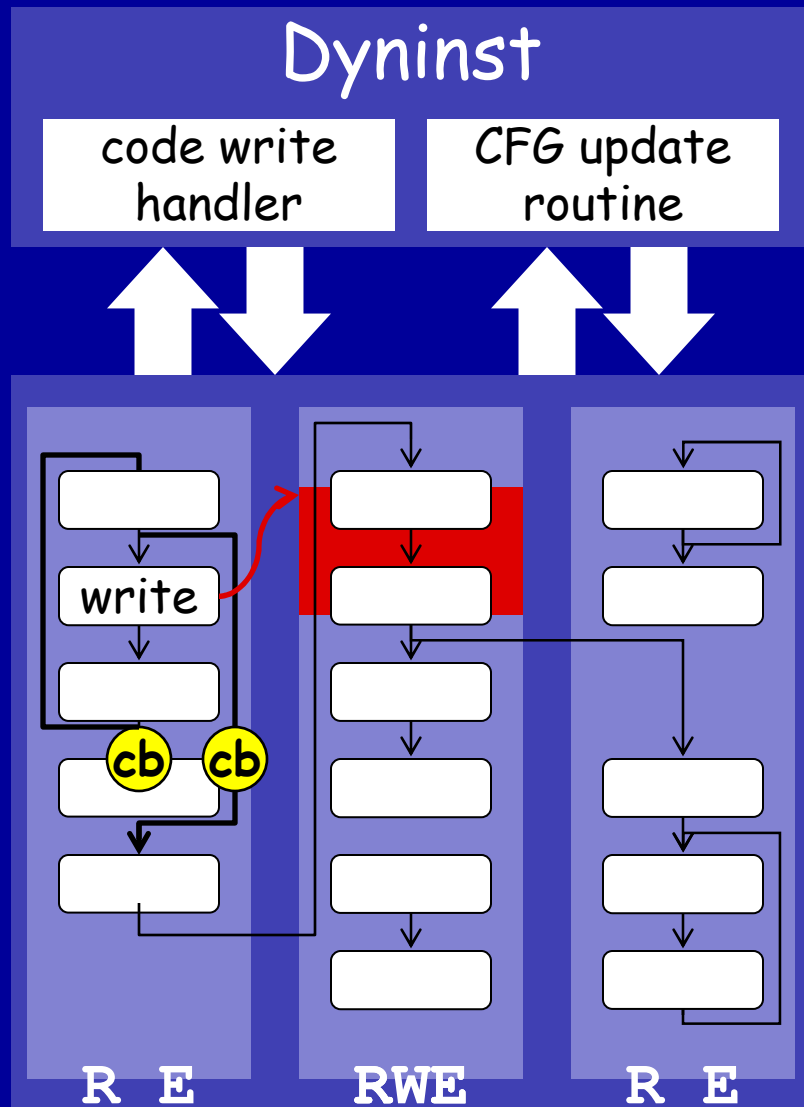 Dyninst
code write
handler
CFG update
routine
write
cb
cb
R E
RWE
R E